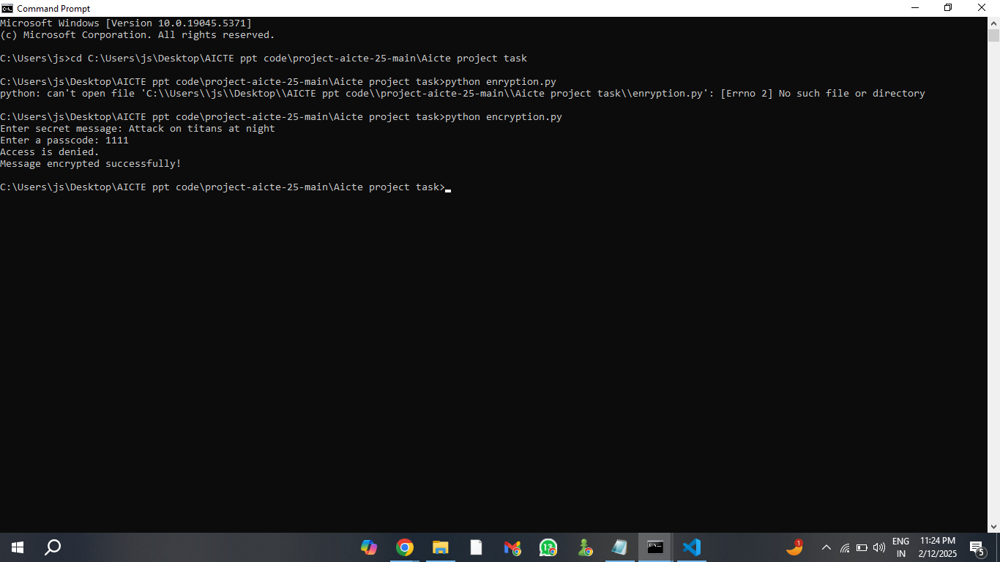 Command Prompt
Microsoft Windows [Version 10.0.19045.5371]
(c) Microsoft Corporation. All rights reserved.
C:\Users\js>cd C:\Users\js\Desktop\AICTE ppt code\project-aicte-25-main\Aicte project task
C:\Users\js\Desktop\AICTE ppt code\project-aicte-25-main\Aicte project task>python enryption.py
python: can't open file 'C:\\Users\\js\\Desktop\\AICTE ppt code\\project-aicte-25-main\\Aicte project task\\enryption.py': [Errno 2] No such file or directory
C:\Users\js\Desktop\AICTE ppt code\project-aicte-25-main\Aicte project task>python encryption.py
Enter secret message: Attack on titans at night
Enter a passcode: 1111
Access is denied.
Message encrypted successfully!
C:\Users\js\Desktop\AICTE ppt code\project-aicte-25-main\Aicte project task>
13
1
ENG
IN
11:24 PM
2/12/2025
5